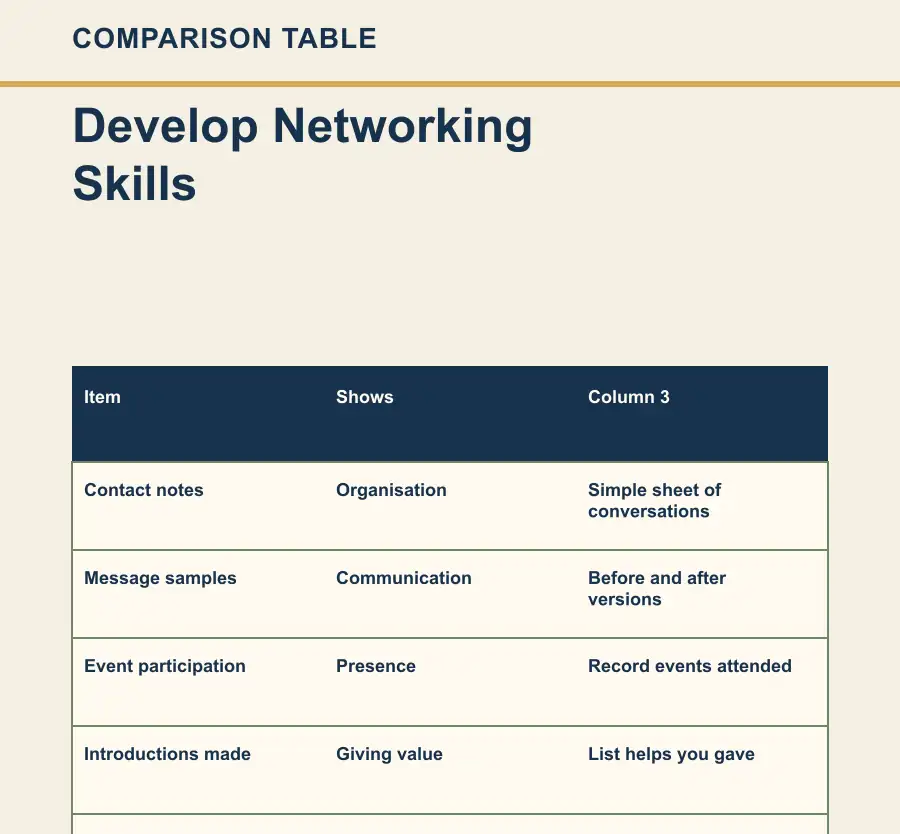 COMPARISON TABLE
Develop Networking
Skills
Item Shows Column 3
Contact notes Organisation Simple sheet of
conversations
Message samples Communication Before and after
versions
Event participation Presence Record events attended
Introductions made Giving value List helps you gave